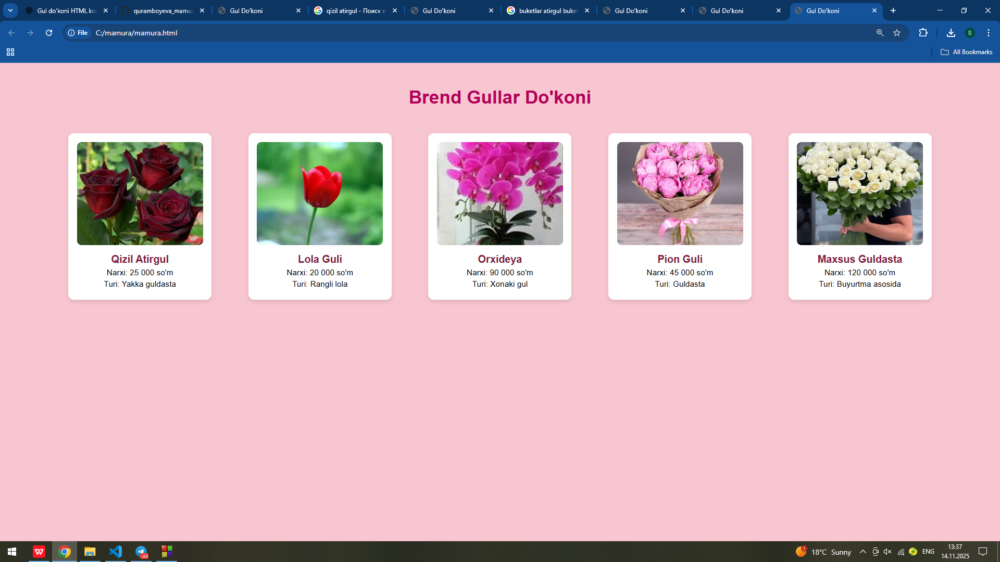 Gul do'koni HTML
Gul Do'koni
qizil atirgul - Поиск
Gul Do'koni
buketlar atirgul
Gul Do'koni
Gul Do'koni
Gul Do'koni
File
C:/mamura/mamura.html
S
All Bookmarks
Brend Gullar Do'koni
Qizil Atirgul
Narxi: 25 000 so'm
Turi: Yakka guldasta
Lola Guli
Narxi: 20 000 so'm
Turi: Rangli lola
Orxideya
Narxi: 90 000 so'm
Turi: Xonaki gul
Pion Guli
Narxi: 45 000 so'm
Turi: Guldasta
Maxsus Guldasta
Narxi: 120 000 so'm
Turi: Buyurtma asosida
W
43
1
18°C Sunny
ENG
13:37
14.11.2025